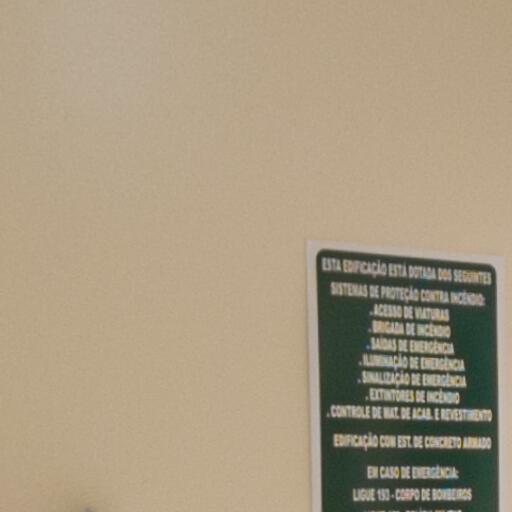 ESTA EDIFICAÇÃO ESTÁ DOTADA DOS SEGUINTES
SISTEMAS DE PROTEÇÃO CONTRA INCÊNDIO:
. ACESSO DE VIATURAS
. BRIGADA DE INCÊNDIO
. SAÍDAS DE EMERGÊNCIA
. ILUMINAÇÃO DE EMERGÊNCIA
. SINALIZAÇÃO DE EMERGÊNCIA
. EXTINTORES DE INCÊNDIO
. CONTROLE DE MAT. DE ACAB. E REVESTIMENTO
EDIFICAÇÃO COM EST. DE CONCRETO ARMADO
EM CASO DE EMERGÊNCIA:
LIGUE 193 - CORPO DE BOMBEIROS